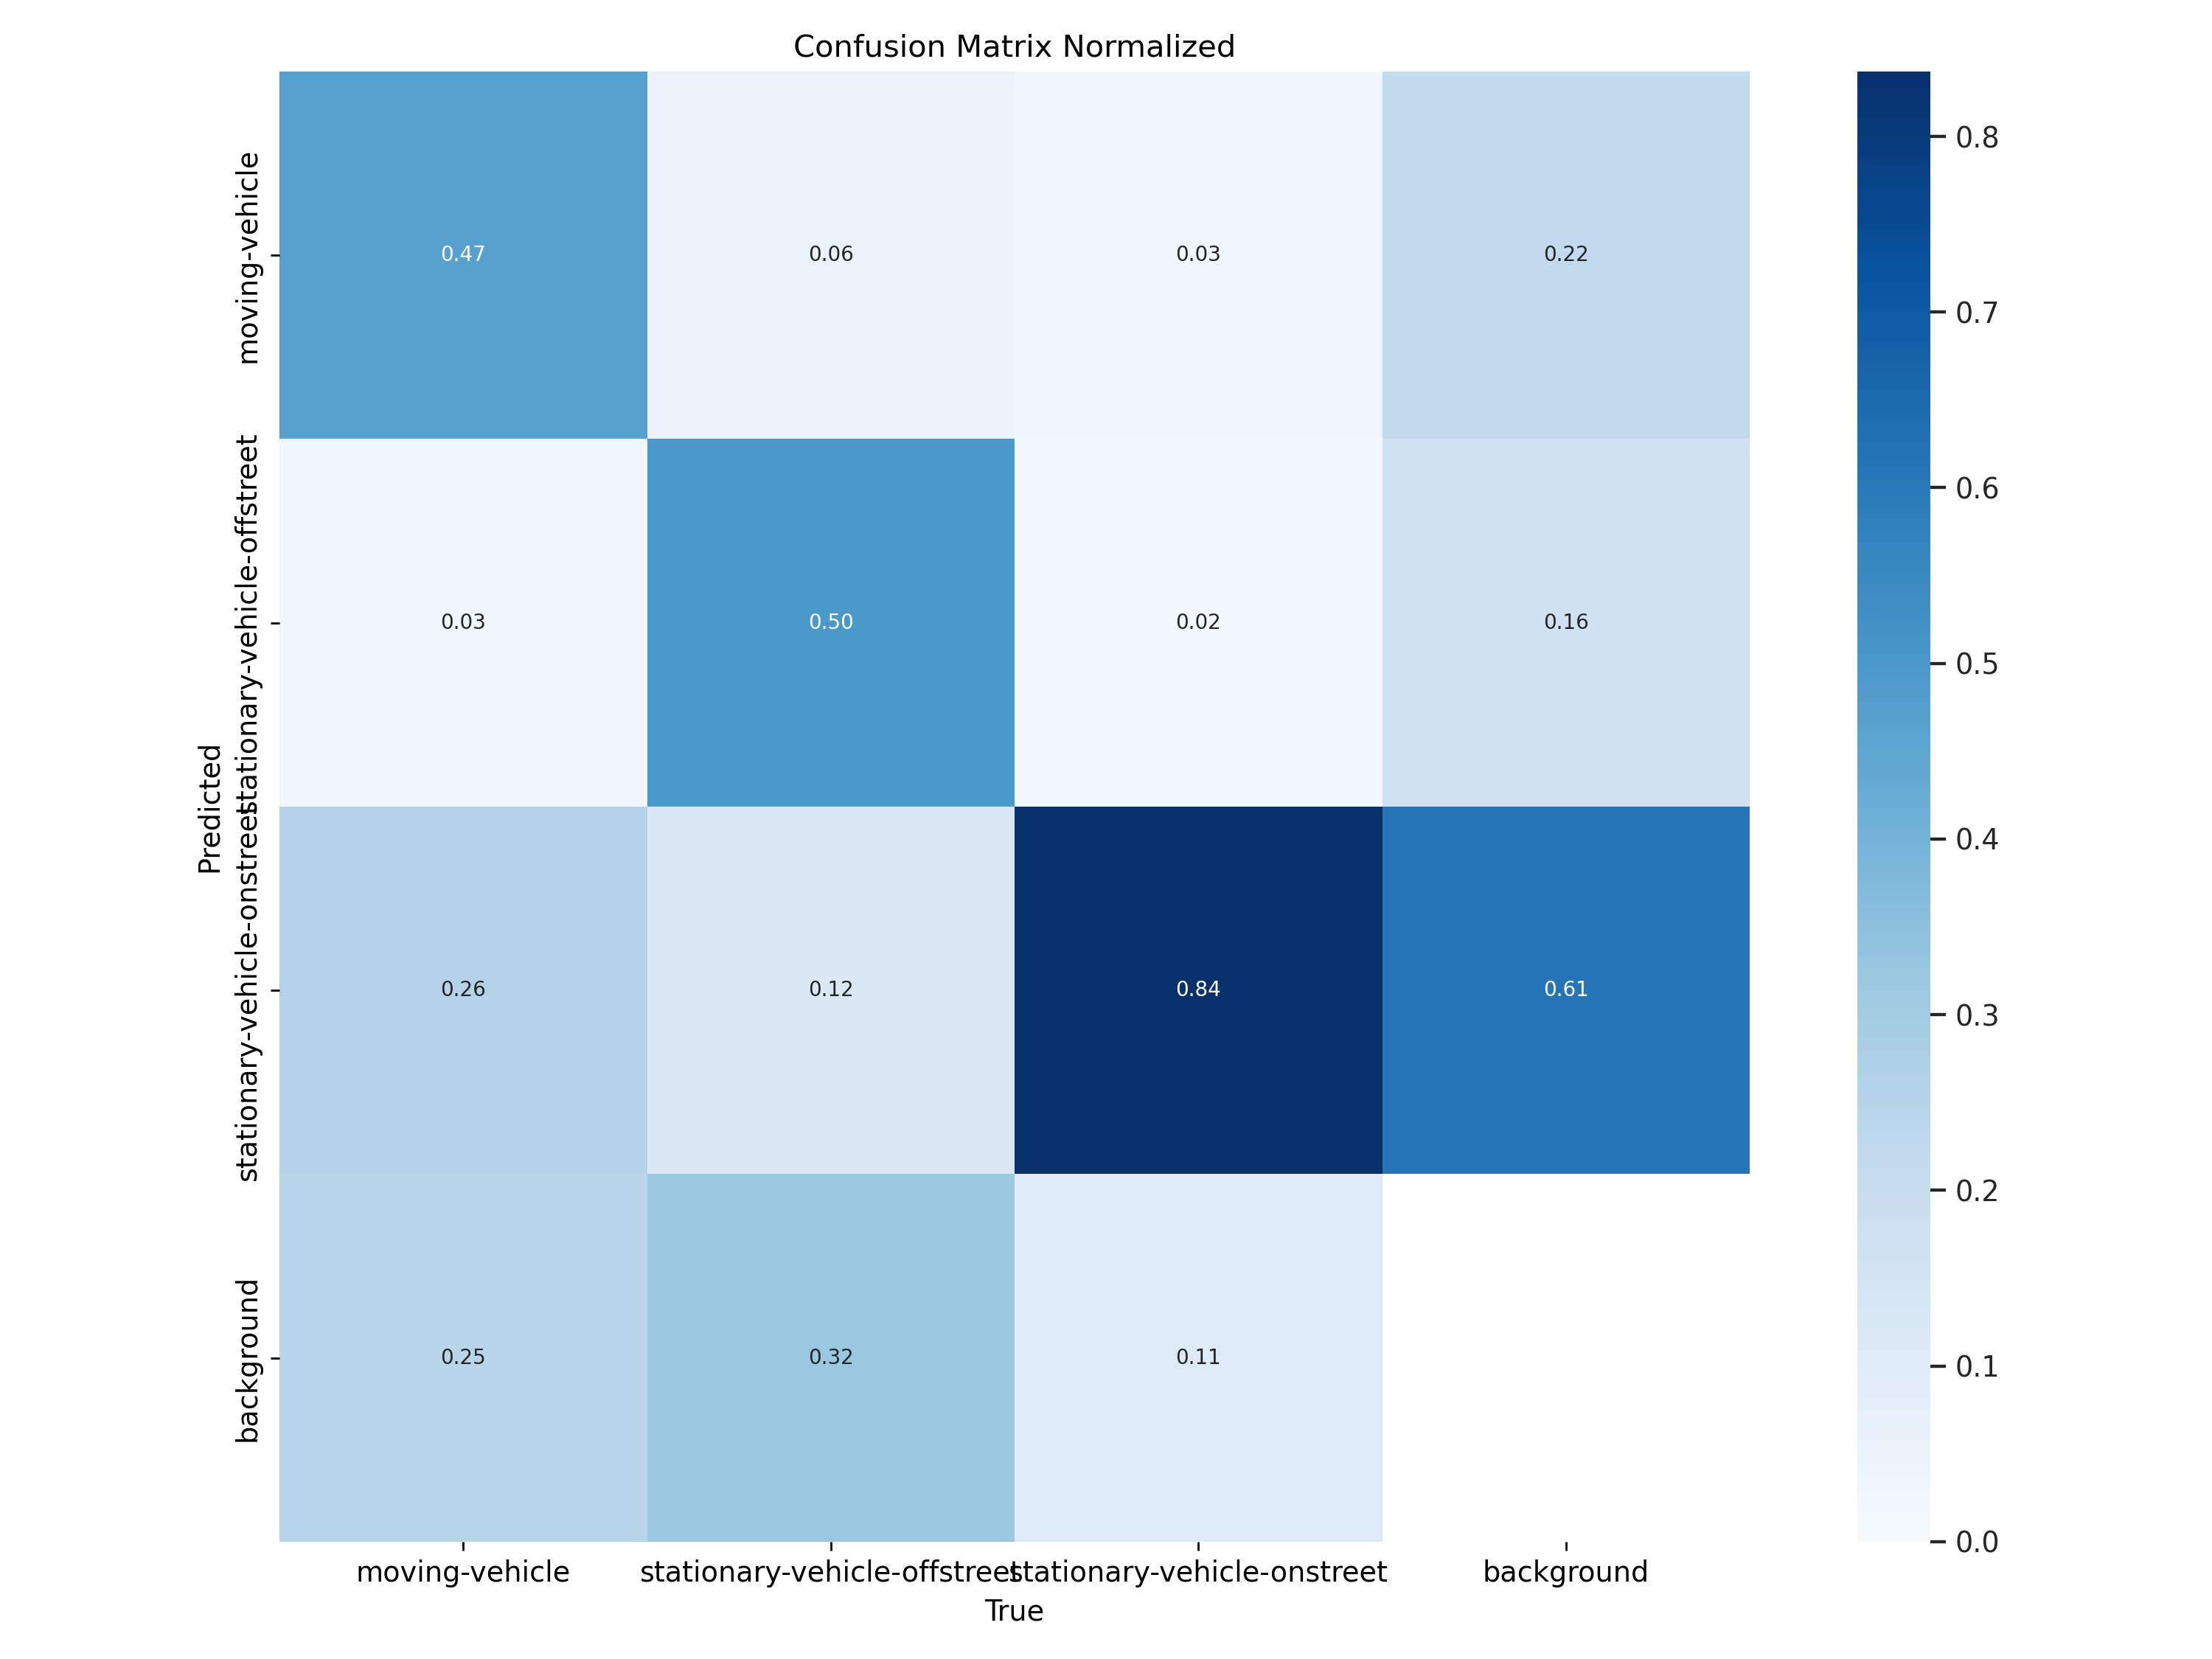 Confusion Matrix Normalized
moving-vehicle
stationary-vehicle-offstreet
stationary-vehicle-onstreet
background
Predicted
0.47 0.06 0.03 0.22
0.03 0.50 0.02 0.16
0.26 0.12 0.84 0.61
0.25 0.32 0.11
moving-vehicle stationary-vehicle-offstreet stationary-vehicle-onstreet background
True
0.8
0.7
0.6
0.5
0.4
0.3
0.2
0.1
0.0